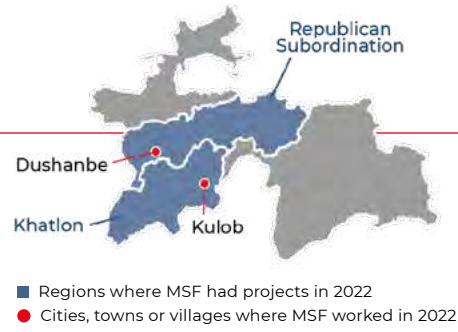 Republican
Subordination
Dushanbe
Khatlon
Kulob
Regions where MSF had projects in 2022
Cities, towns or villages where MSF worked in 2022